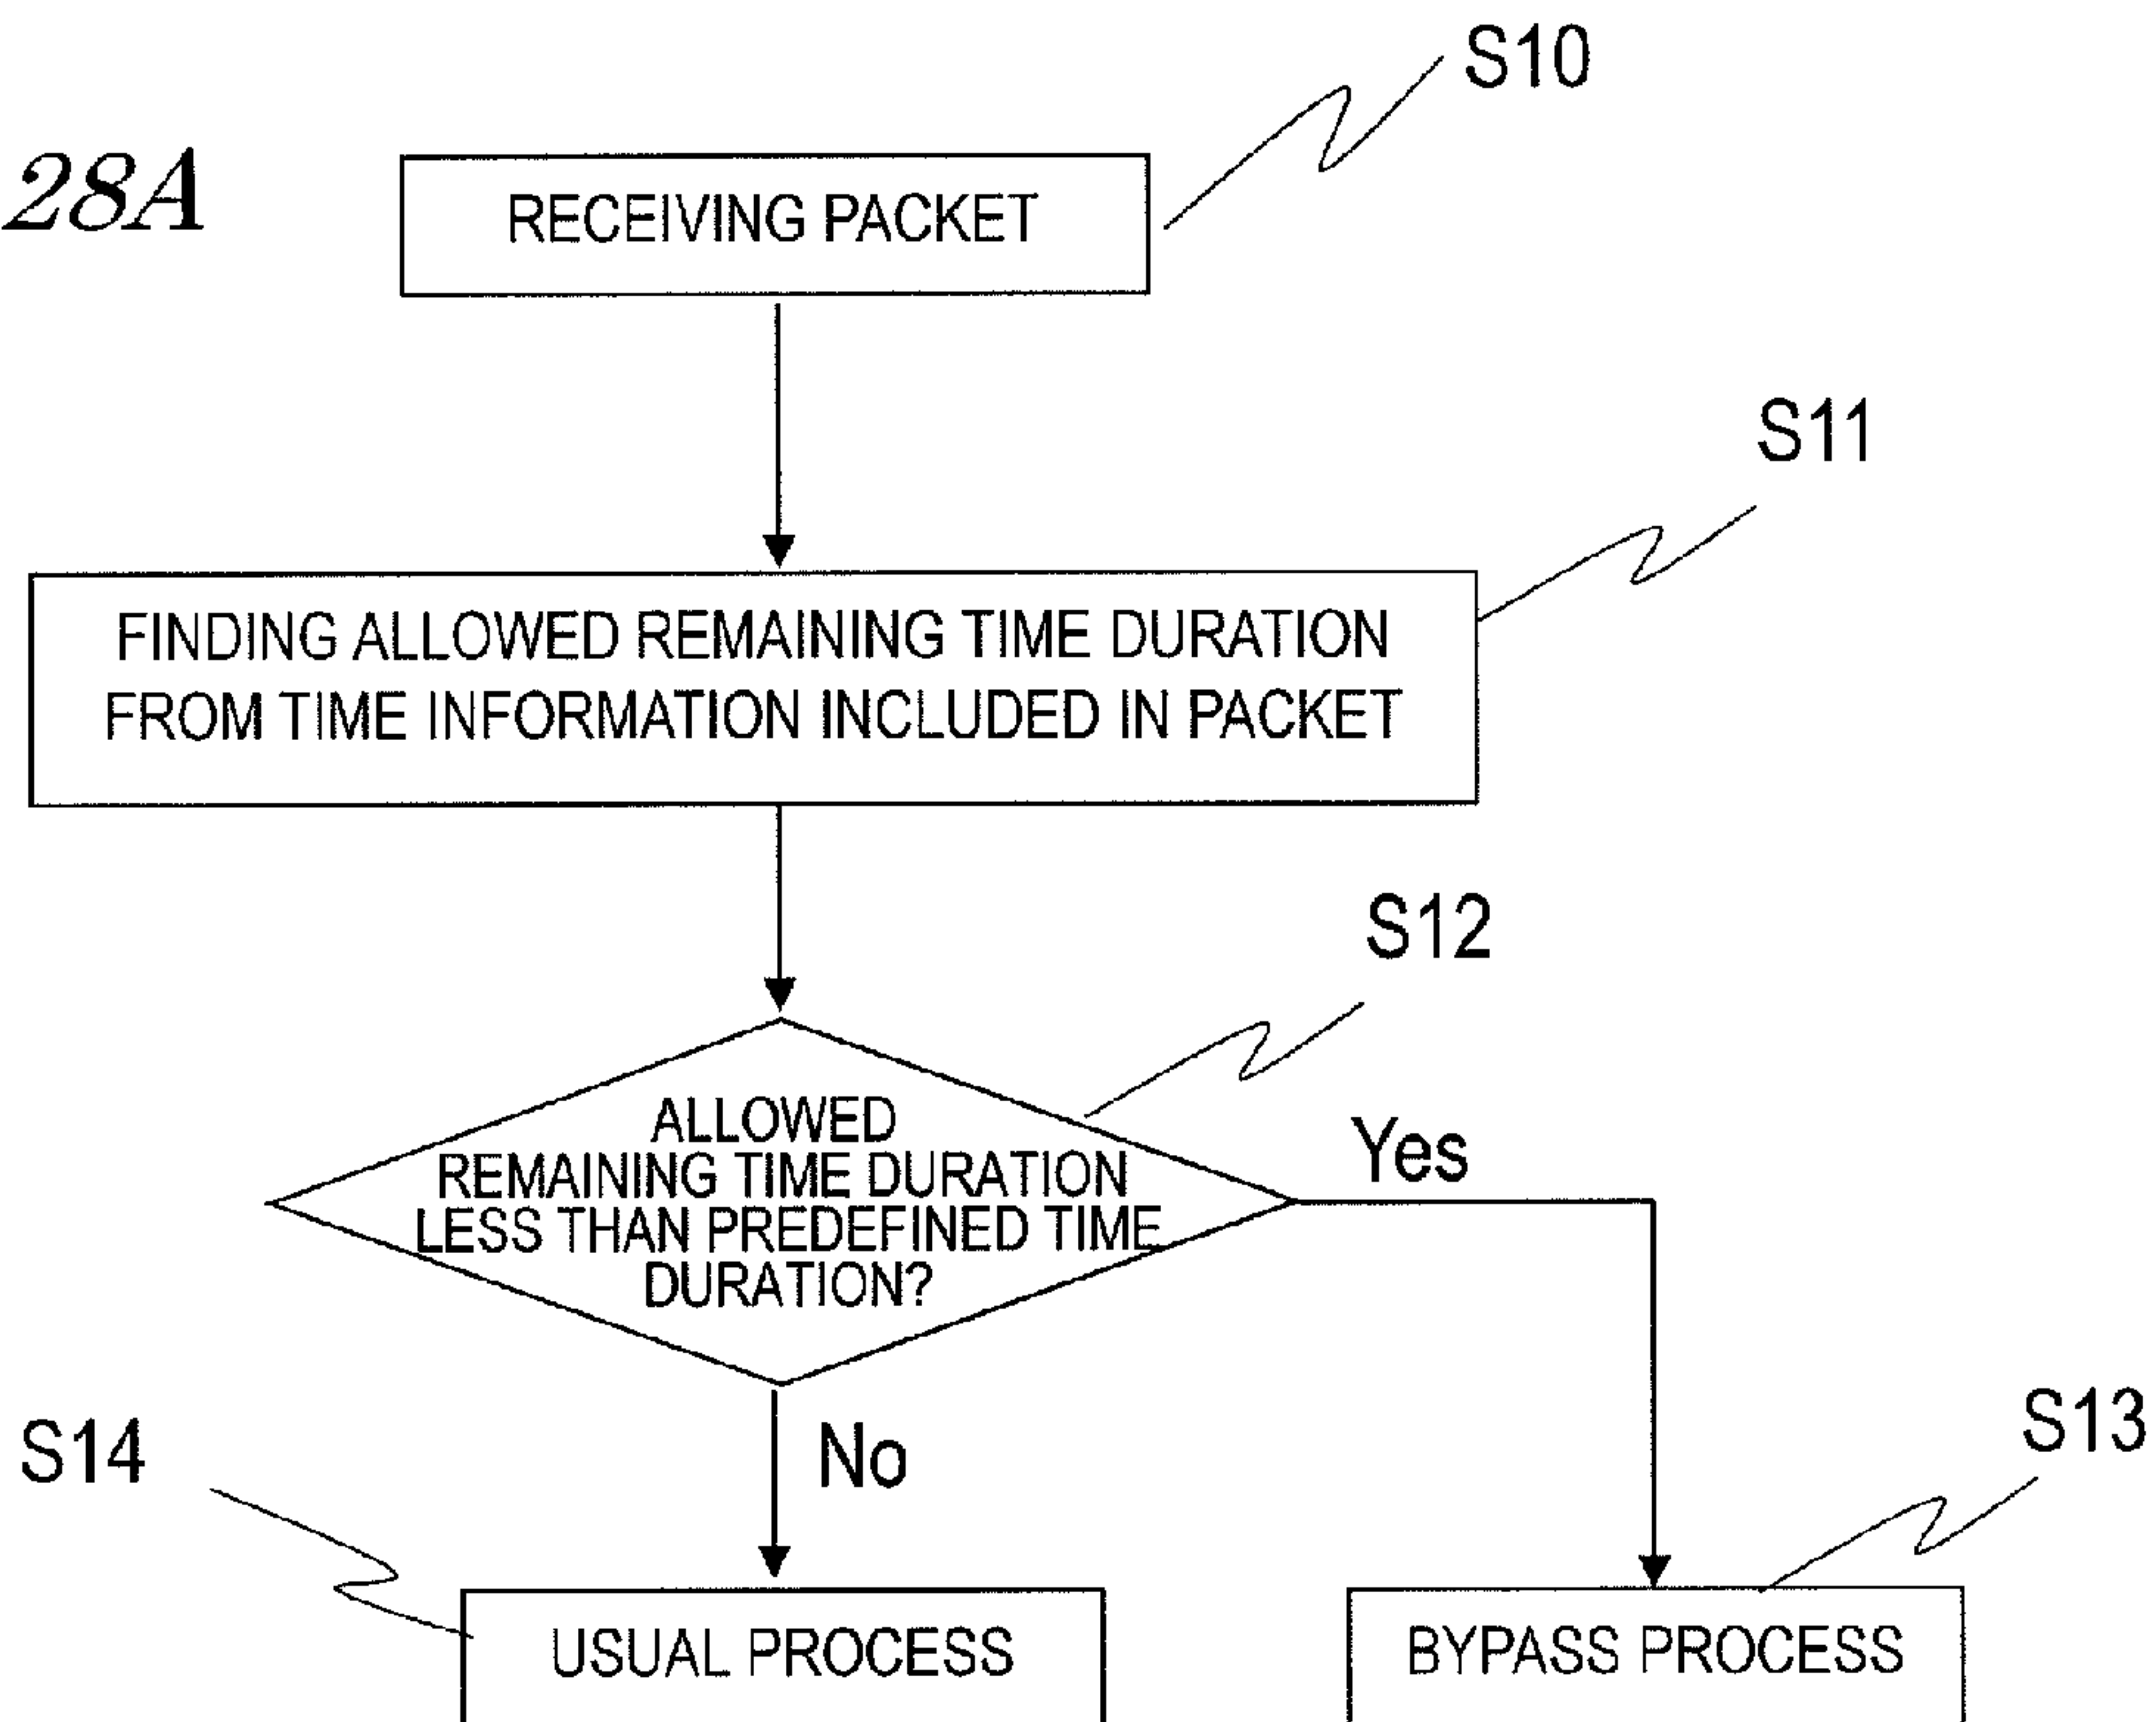 S10
28A
RECEIVING PACKET
S11
FINDING ALLOWED REMAINING TIME DURATION
FROM TIME INFORMATION INCLUDED IN PACKET
S12
ALLOWED
REMAINING TIME DURATION
LESS THAN PREDEFINED TIME
DURATION?
Yes
S13
S14
No
USUAL PROCESS
BYPASS PROCESS